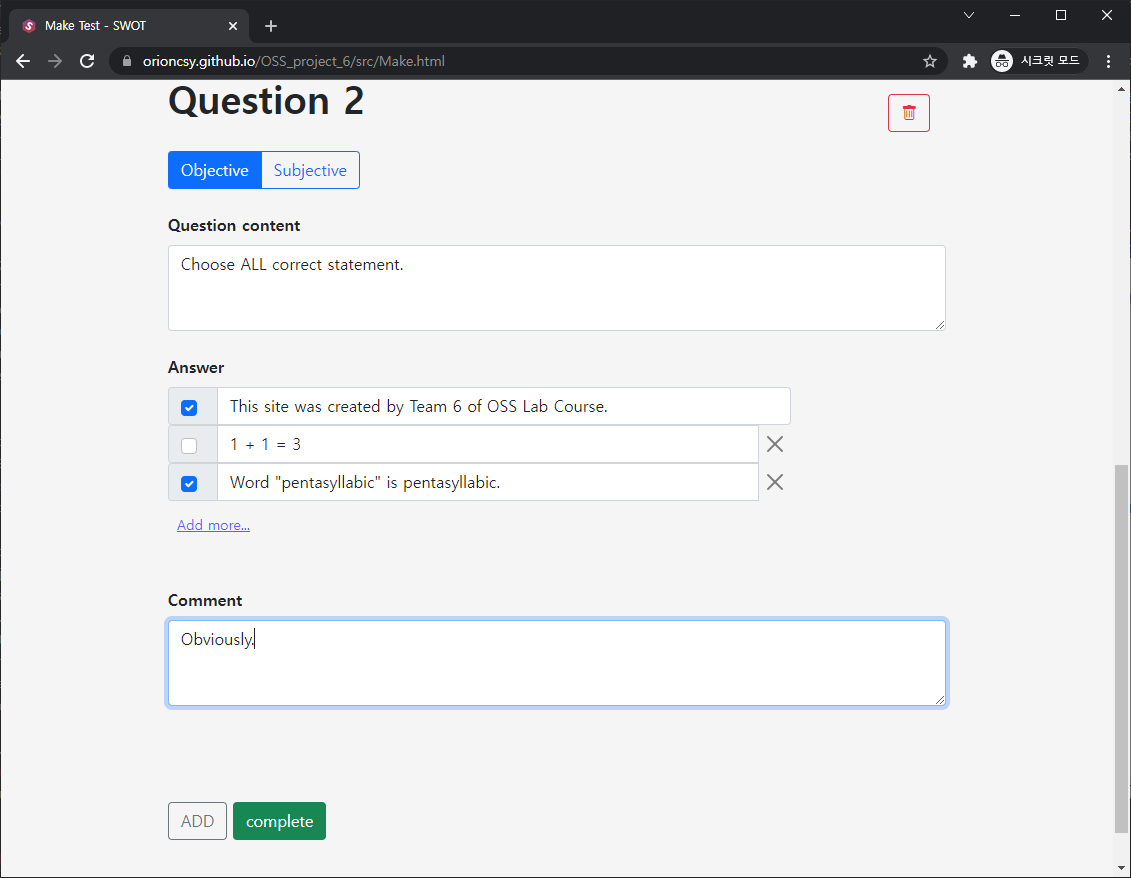 Make Test - SWOT
orioncsy.github.io/OSS_project_6/src/Make.html
시크릿 모드
Question 2
Objective
Subjective
Question content
Choose ALL correct statement.
Answer
This site was created by Team 6 of OSS Lab Course.
1 + 1 = 3
Word "pentasyllabic" is pentasyllabic.
Add more...
Comment
Obviously.
ADD
complete